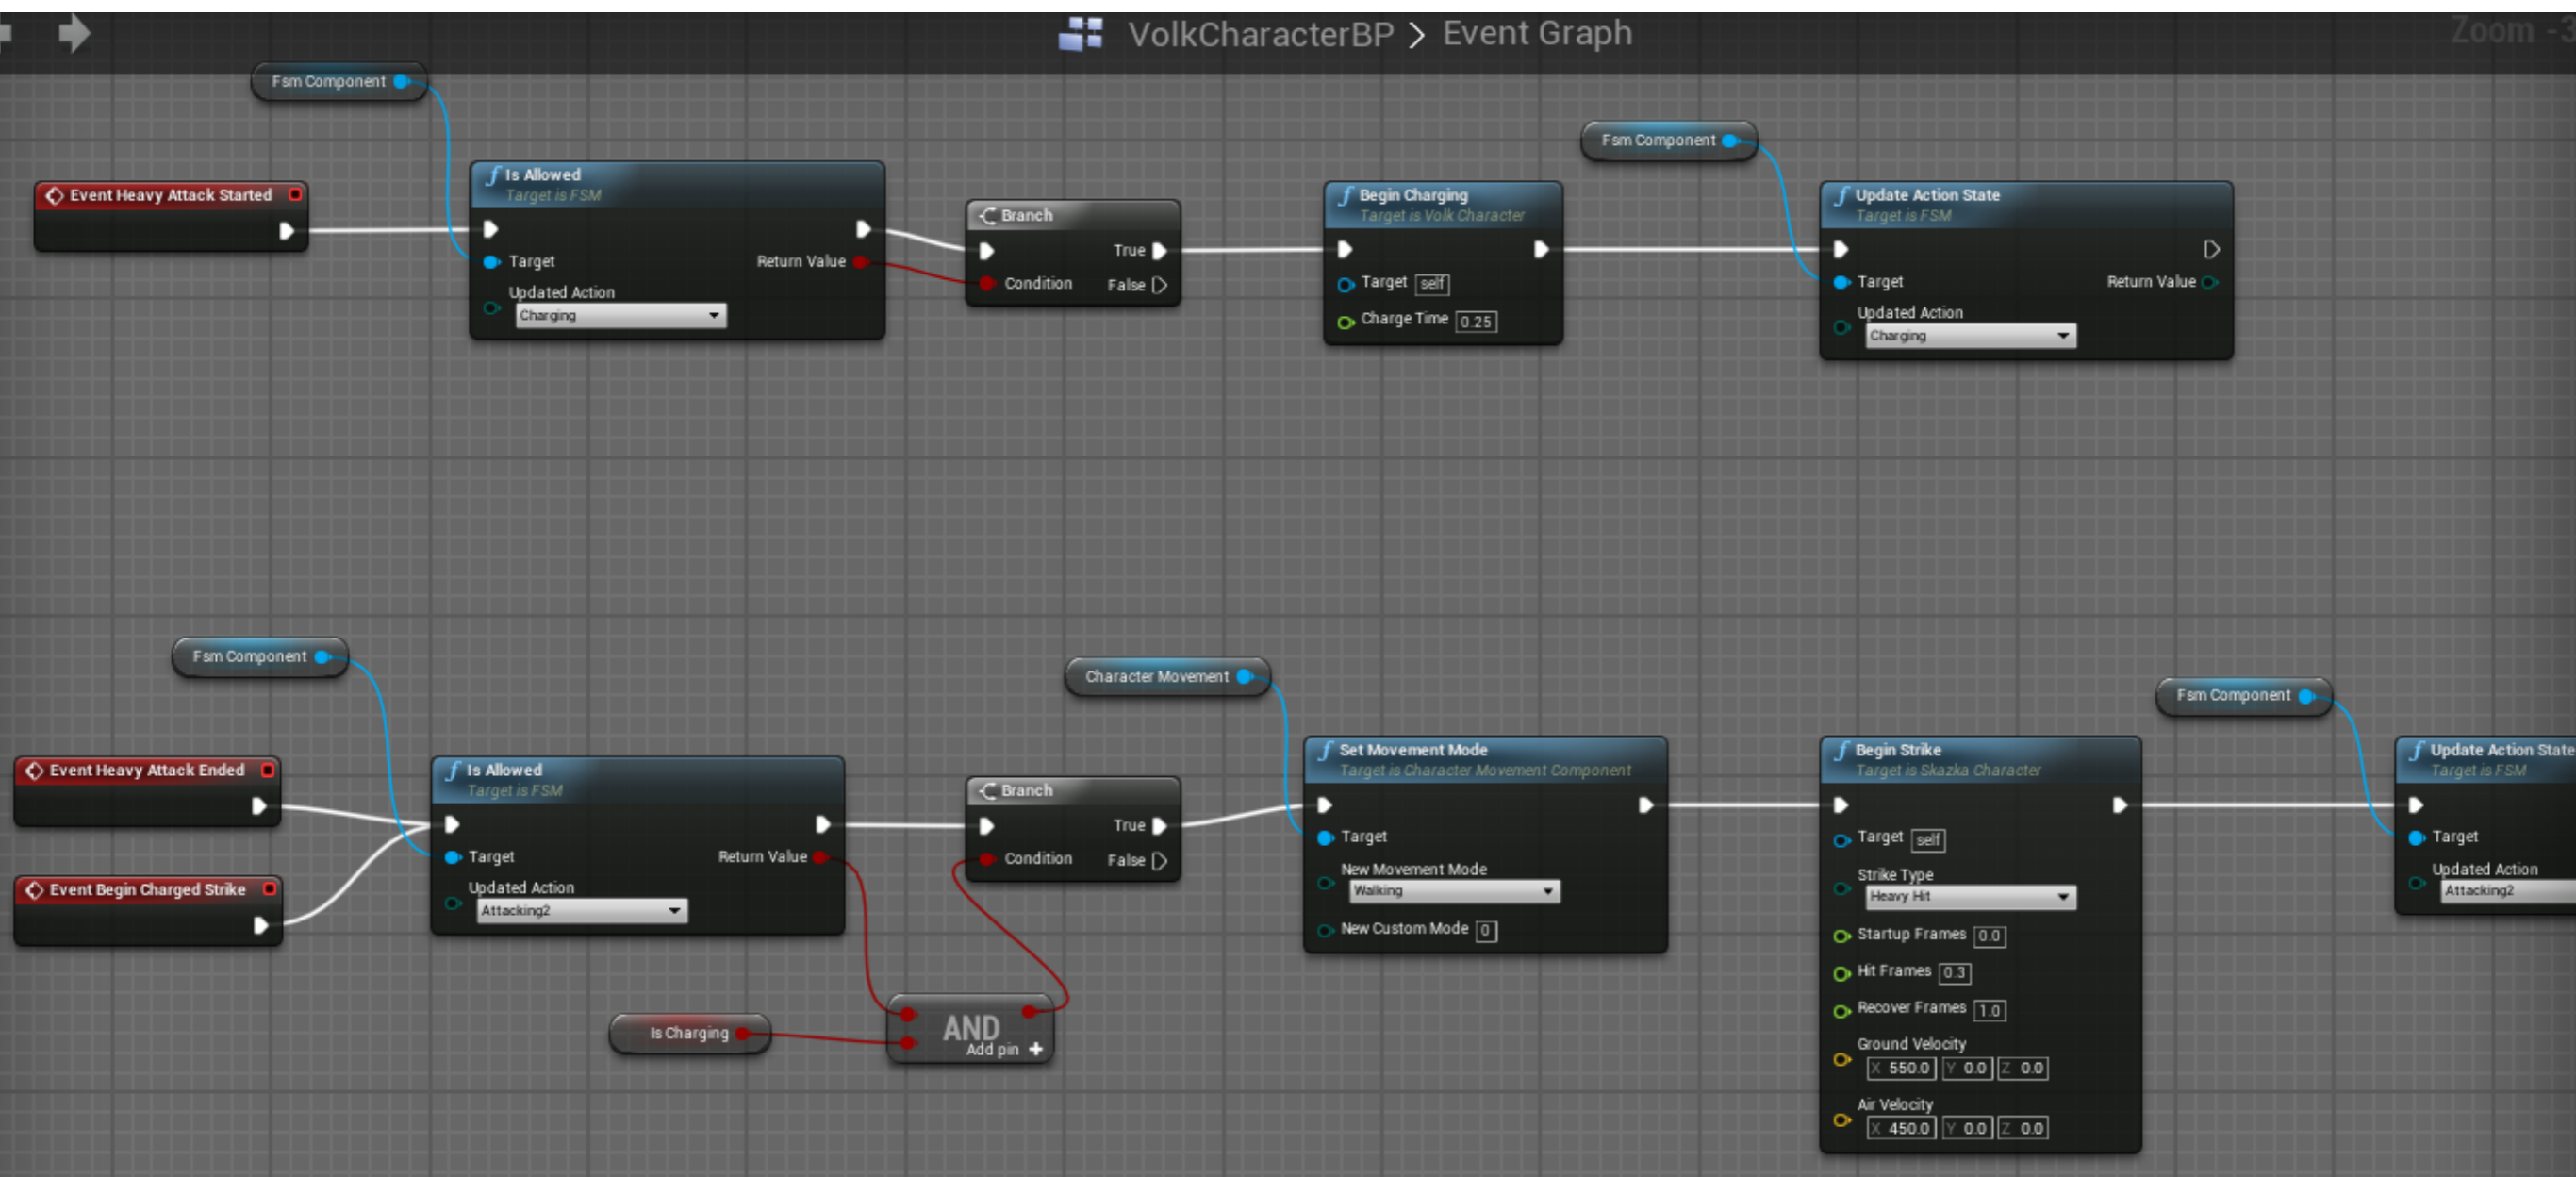 VolkCharacterBP > Event Graph
Zoom -3
Fsm Component
Fsm Component
Event Heavy Attack Started
Is Allowed
Target is FSM
Target
Return Value
Updated Action
Charging
Branch
True
Condition
False
Begin Charging
Target is Volk Character
Target self
Charge Time 0.25
Update Action State
Target is FSM
Target
Return Value
Updated Action
Charging
Fsm Component
Character Movement
Fsm Component
Event Heavy Attack Ended
Event Begin Charged Strike
Is Allowed
Target is FSM
Target
Return Value
Updated Action
Attacking2
Is Charging
AND
Add pin +
Branch
True
Condition
False
Set Movement Mode
Target is Character Movement Component
Target
New Movement Mode
Walking
New Custom Mode 0
Begin Strike
Target is Skazka Character
Target self
Strike Type
Heavy Hit
Startup Frames 0.0
Hit Frames 0.3
Recover Frames 1.0
Ground Velocity
X 550.0 Y 0.0 Z 0.0
Air Velocity
X 450.0 Y 0.0 Z 0.0
Update Action State
Target is FSM
Target
Updated Action
Attacking2